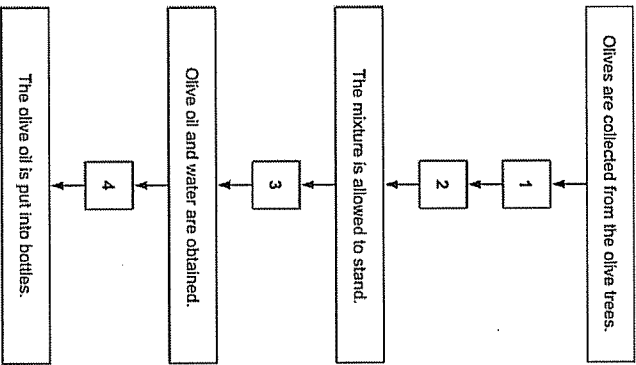 Olives are collected from the olive trees.
1
2
The mixture is allowed to stand.
3
Olive oil and water are obtained.
4
The olive oil is put into bottles.